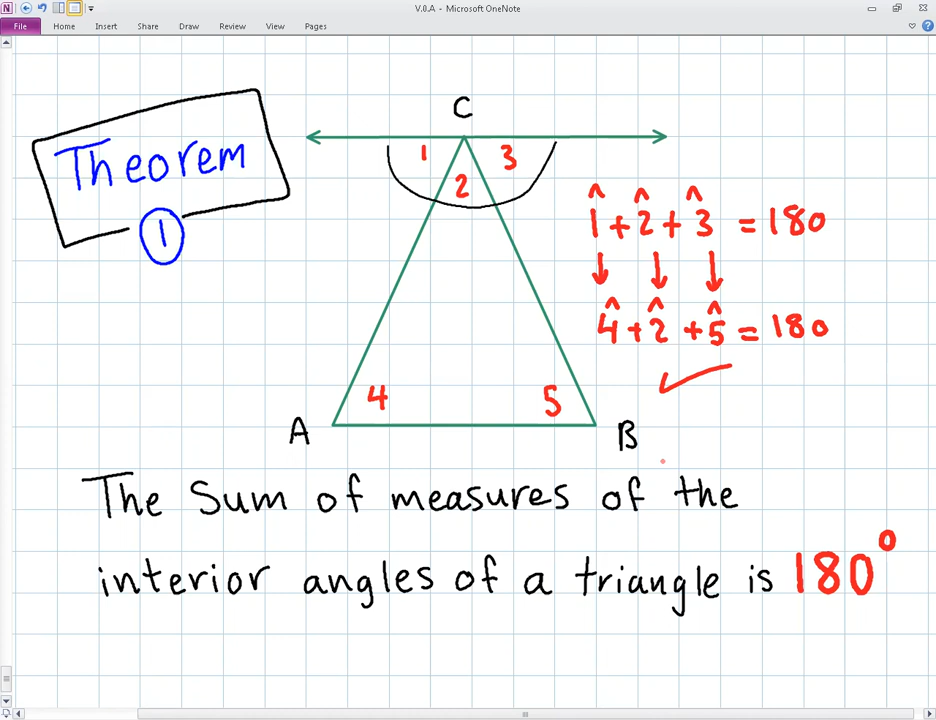 V.0.A - Microsoft OneNote
File Home Insert Share Draw Review View Pages
Theorem
1
C
1 2 3
1̂ + 2̂ + 3̂ = 180
↓ ↓ ↓
4̂ + 2̂ + 5̂ = 180
4 5
A B
The Sum of measures of the
interior angles of a triangle is 180°